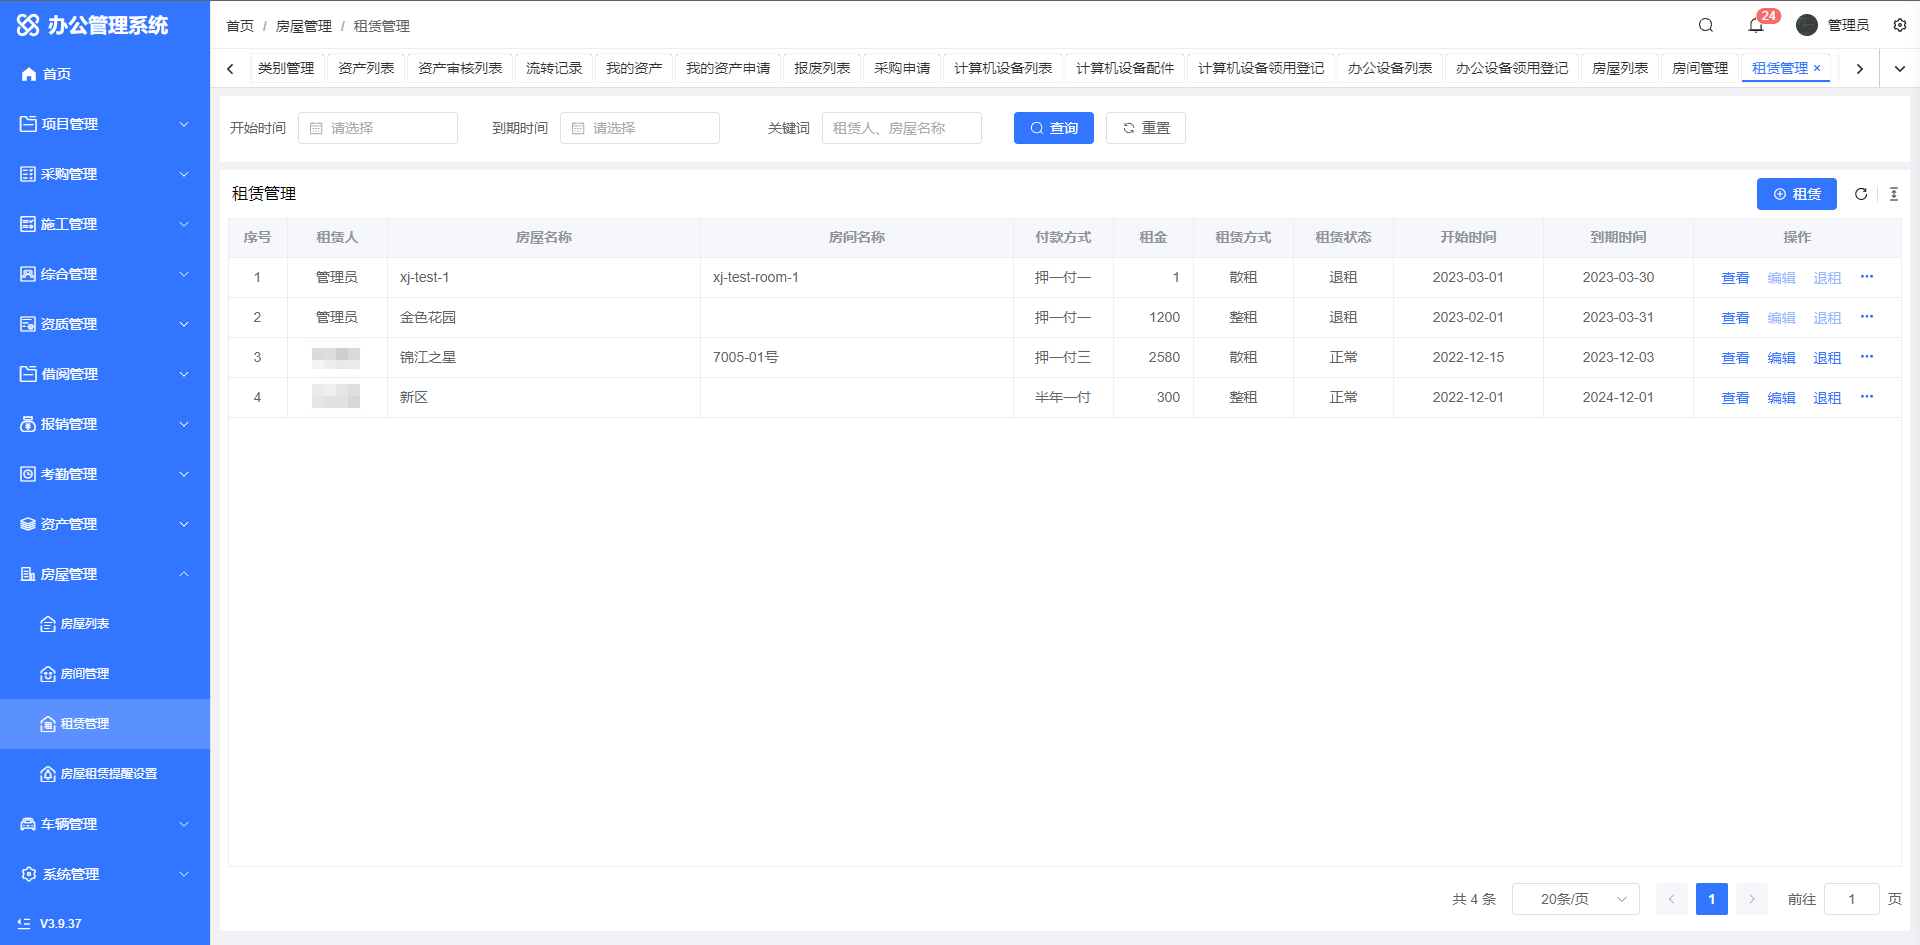 办公管理系统
首页
项目管理
采购管理
施工管理
综合管理
资质管理
借阅管理
报销管理
考勤管理
资产管理
房屋管理
房屋列表
房间管理
租赁管理
房屋租赁提醒设置
车辆管理
系统管理
V3.9.37
首页 / 房屋管理 / 租赁管理
24 管理员
类别管理 资产列表 资产审核列表 流转记录 我的资产 我的资产申请 报废列表 采购申请 计算机设备列表 计算机设备配件 计算机设备领用登记 办公设备列表 办公设备领用登记 房屋列表 房间管理 租赁管理 ×
开始时间 请选择 到期时间 请选择 关键词 租赁人、房屋名称 查询 重置
租赁管理 租赁
序号 租赁人 房屋名称 房间名称 付款方式 租金 租赁方式 租赁状态 开始时间 到期时间 操作
1 管理员 xj-test-1 xj-test-room-1 押一付一 1 散租 退租 2023-03-01 2023-03-30 查看 编辑 退租 ···
2 管理员 金色花园 押一付一 1200 整租 退租 2023-02-01 2023-03-31 查看 编辑 退租 ···
3 锦江之星 7005-01号 押一付三 2580 散租 正常 2022-12-15 2023-12-03 查看 编辑 退租 ···
4 新区 半年一付 300 整租 正常 2022-12-01 2024-12-01 查看 编辑 退租 ···
共 4 条 20条/页 1 前往 1 页